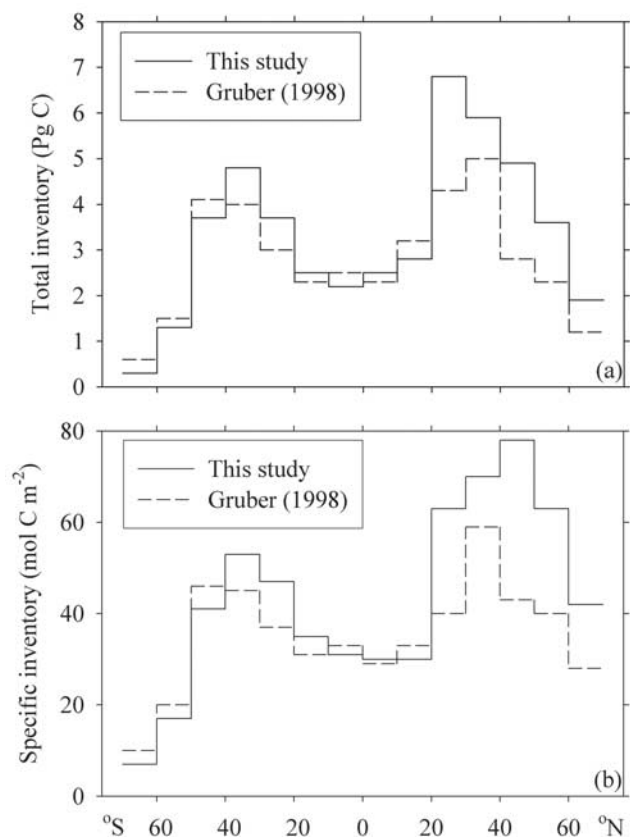 8
7
6
5
4
3
2
1
0
Total inventory (Pg C)
This study
Gruber (1998)
(a)
80
60
40
20
0
Specific inventory (mol C m⁻²)
This study
Gruber (1998)
(b)
°S 60 40 20 0 20 40 60 °N